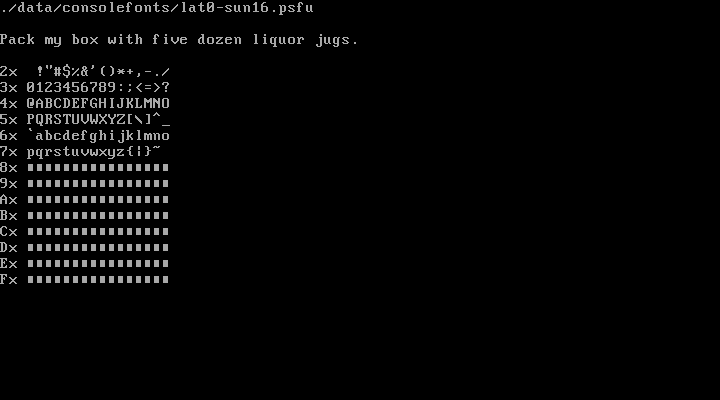 ./data/consolefonts/lat0-sun16.psfu
Pack my box with five dozen liquor jugs.
2x  !"#$%&'()*+,-./
3x 0123456789:;<=>?
4x @ABCDEFGHIJKLMNO
5x PQRSTUVWXYZ[\]^_
6x `abcdefghijklmno
7x pqrstuvwxyz{|}~
8x ▮▮▮▮▮▮▮▮▮▮▮▮▮▮▮▮
9x ▮▮▮▮▮▮▮▮▮▮▮▮▮▮▮▮
Ax ▮▮▮▮▮▮▮▮▮▮▮▮▮▮▮▮
Bx ▮▮▮▮▮▮▮▮▮▮▮▮▮▮▮▮
Cx ▮▮▮▮▮▮▮▮▮▮▮▮▮▮▮▮
Dx ▮▮▮▮▮▮▮▮▮▮▮▮▮▮▮▮
Ex ▮▮▮▮▮▮▮▮▮▮▮▮▮▮▮▮
Fx ▮▮▮▮▮▮▮▮▮▮▮▮▮▮▮▮